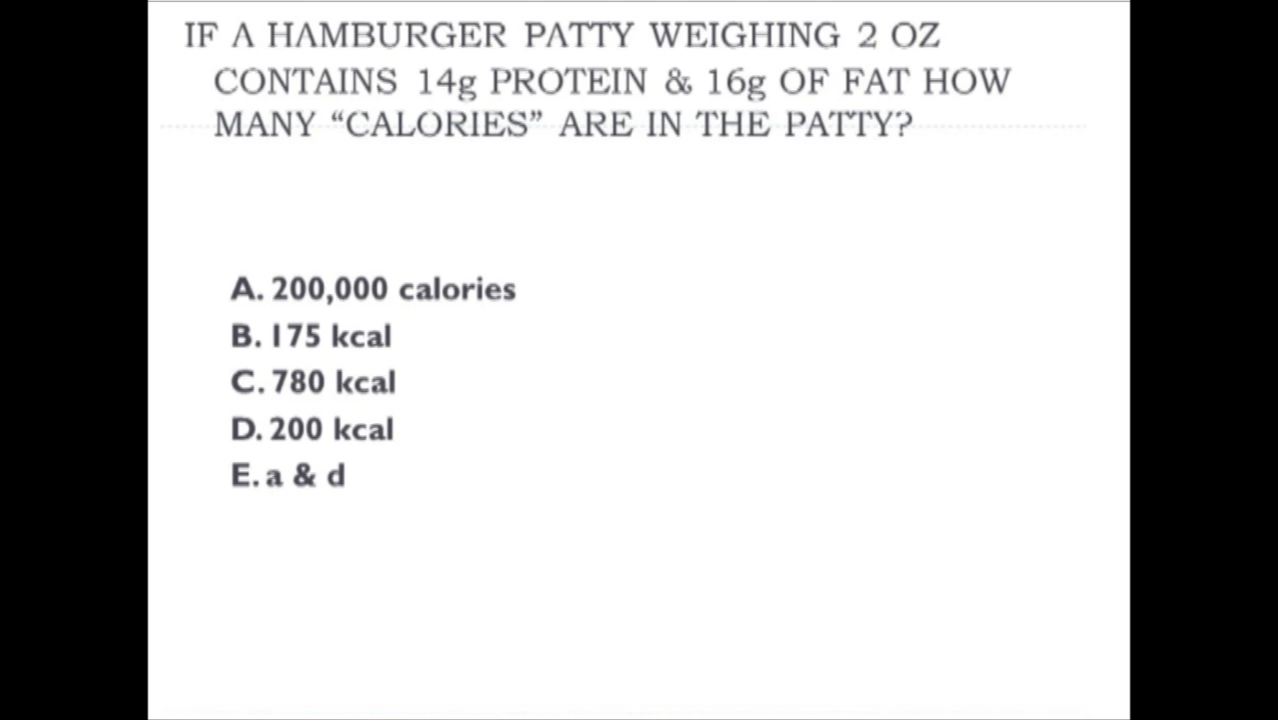 IF A HAMBURGER PATTY WEIGHING 2 OZ
CONTAINS 14g PROTEIN & 16g OF FAT HOW
MANY “CALORIES” ARE IN THE PATTY?
A. 200,000 calories
B. 175 kcal
C. 780 kcal
D. 200 kcal
E. a & d